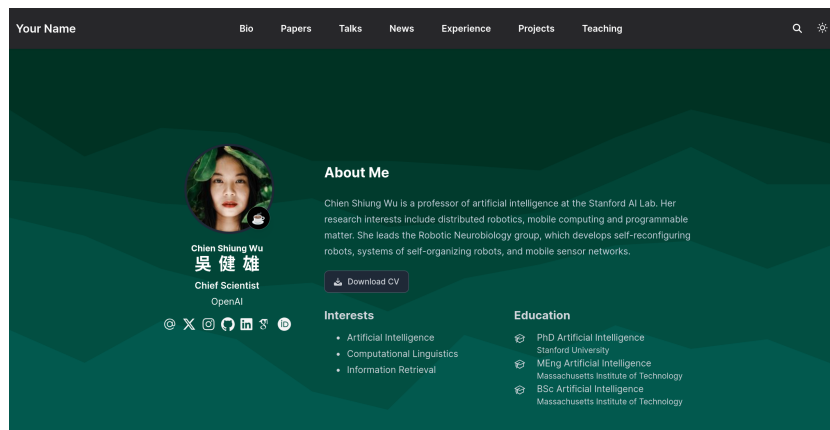 Your Name
Bio Papers Talks News Experience Projects Teaching
Chien Shiung Wu
吳健雄
Chief Scientist
OpenAI
About Me
Chien Shiung Wu is a professor of artificial intelligence at the Stanford AI Lab. Her
research interests include distributed robotics, mobile computing and programmable
matter. She leads the Robotic Neurobiology group, which develops self-reconfiguring
robots, systems of self-organizing robots, and mobile sensor networks.
Download CV
Interests
Artificial Intelligence
Computational Linguistics
Information Retrieval
Education
PhD Artificial Intelligence
Stanford University
MEng Artificial Intelligence
Massachusetts Institute of Technology
BSc Artificial Intelligence
Massachusetts Institute of Technology